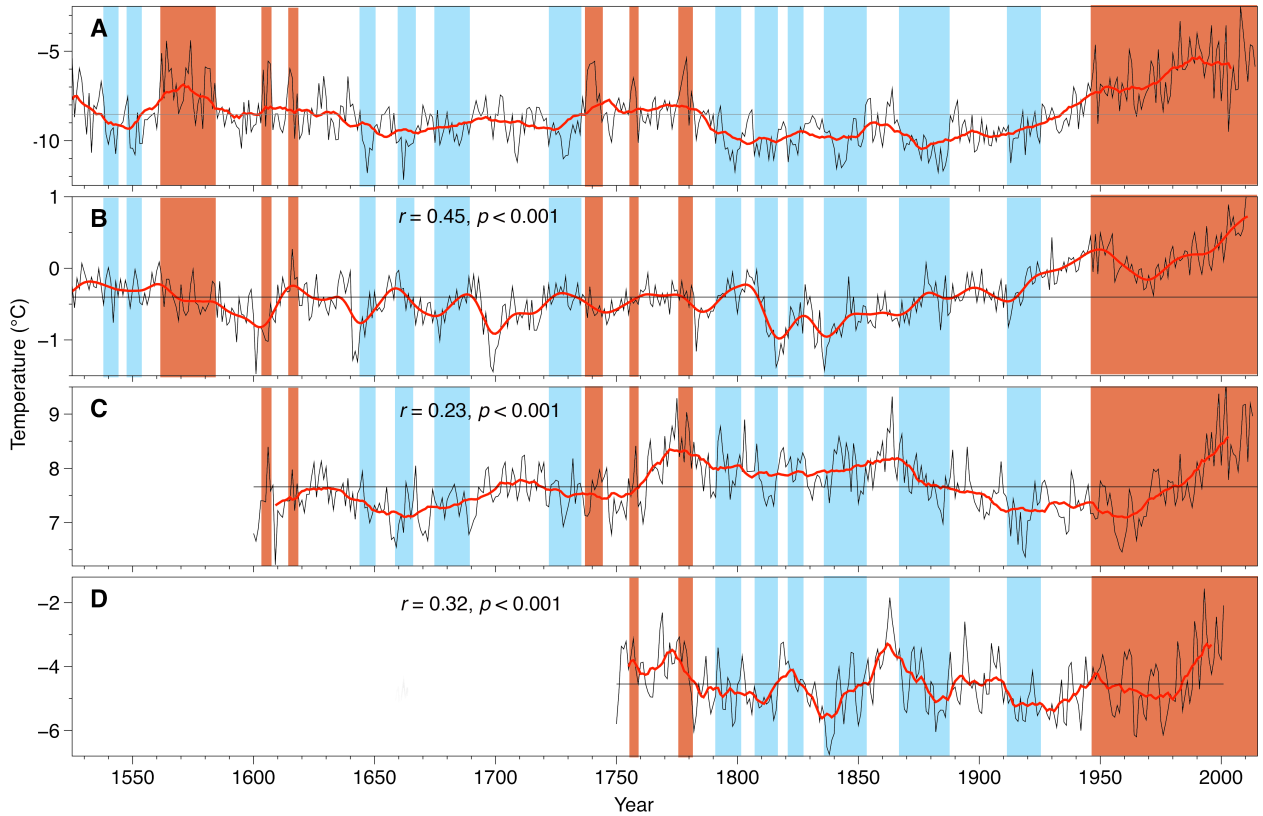 A
−5
-10
B
r = 0.45, p < 0.001
1
0
−1
C
r = 0.23, p < 0.001
9
8
7
D
r = 0.32, p < 0.001
−2
−4
−6
Temperature (°C)
1550 1600 1650 1700 1750 1800 1850 1900 1950 2000
Year